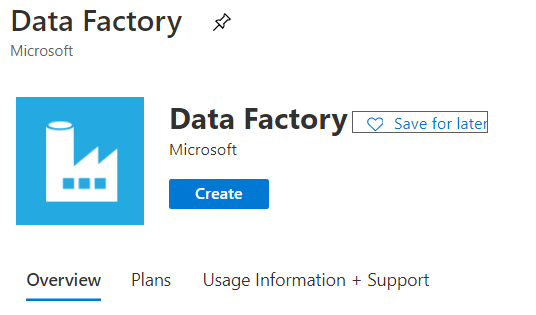 Data Factory
Microsoft
Data Factory
Save for later
Microsoft
Create
Overview Plans Usage Information + Support